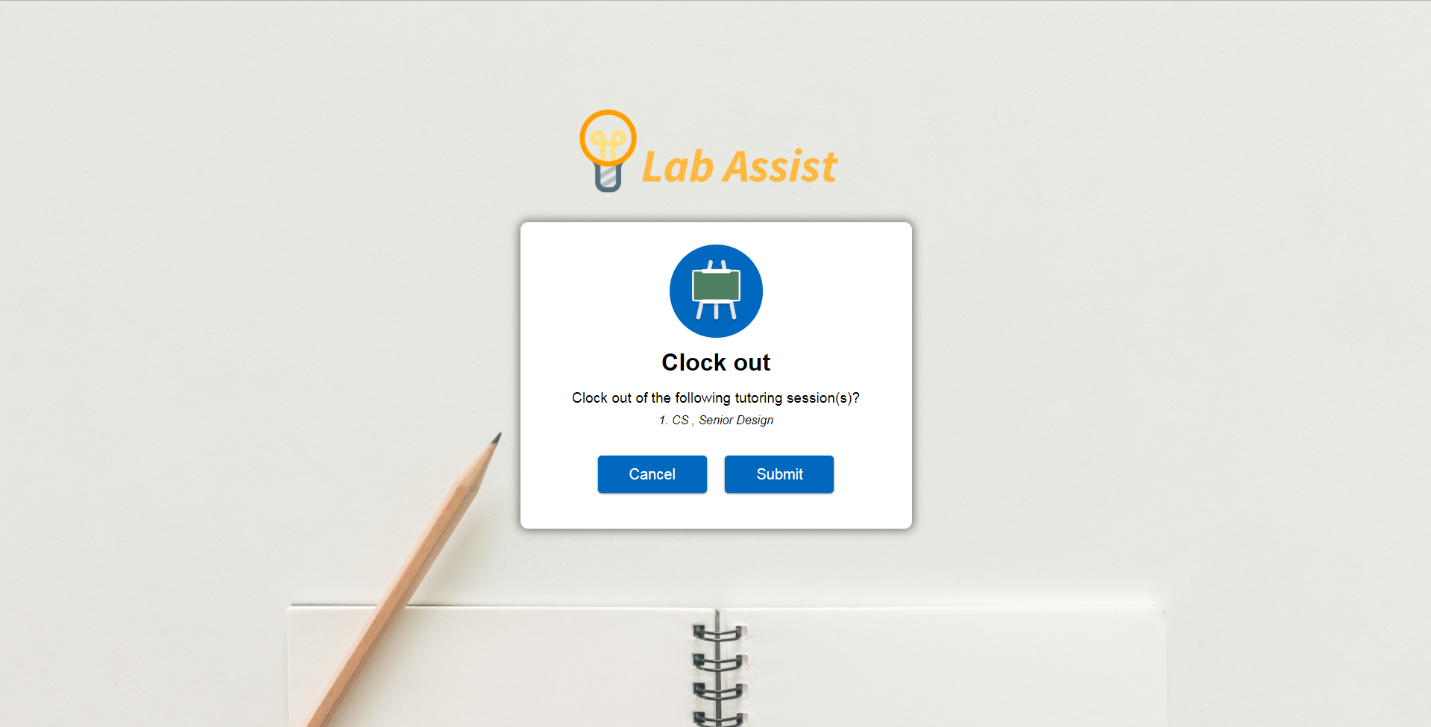 Lab Assist
Clock out
Clock out of the following tutoring session(s)?
1. CS , Senior Design
Cancel Submit